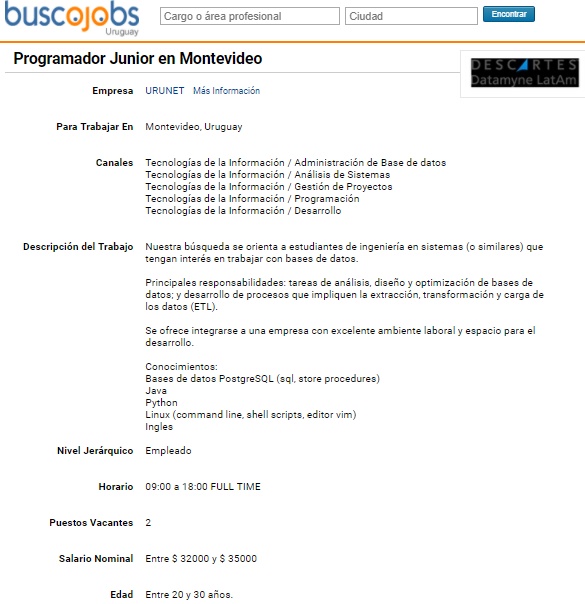 buscojobs
Uruguay
Cargo o área profesional
Ciudad
Encontrar
Programador Junior en Montevideo
DESCARTES
Datamyne LatAm
Empresa URUNET Más Información
Para Trabajar En Montevideo, Uruguay
Canales Tecnologías de la Información / Administración de Base de datos
Tecnologías de la Información / Análisis de Sistemas
Tecnologías de la Información / Gestión de Proyectos
Tecnologías de la Información / Programación
Tecnologías de la Información / Desarrollo
Descripción del Trabajo Nuestra búsqueda se orienta a estudiantes de ingeniería en sistemas (o similares) que
tengan interés en trabajar con bases de datos.
Principales responsabilidades: tareas de análisis, diseño y optimización de bases de
datos; y desarrollo de procesos que impliquen la extracción, transformación y carga de
los datos (ETL).
Se ofrece integrarse a una empresa con excelente ambiente laboral y espacio para el
desarrollo.
Conocimientos:
Bases de datos PostgreSQL (sql, store procedures)
Java
Python
Linux (command line, shell scripts, editor vim)
Ingles
Nivel Jerárquico Empleado
Horario 09:00 a 18:00 FULL TIME
Puestos Vacantes 2
Salario Nominal Entre $ 32000 y $ 35000
Edad Entre 20 y 30 años.